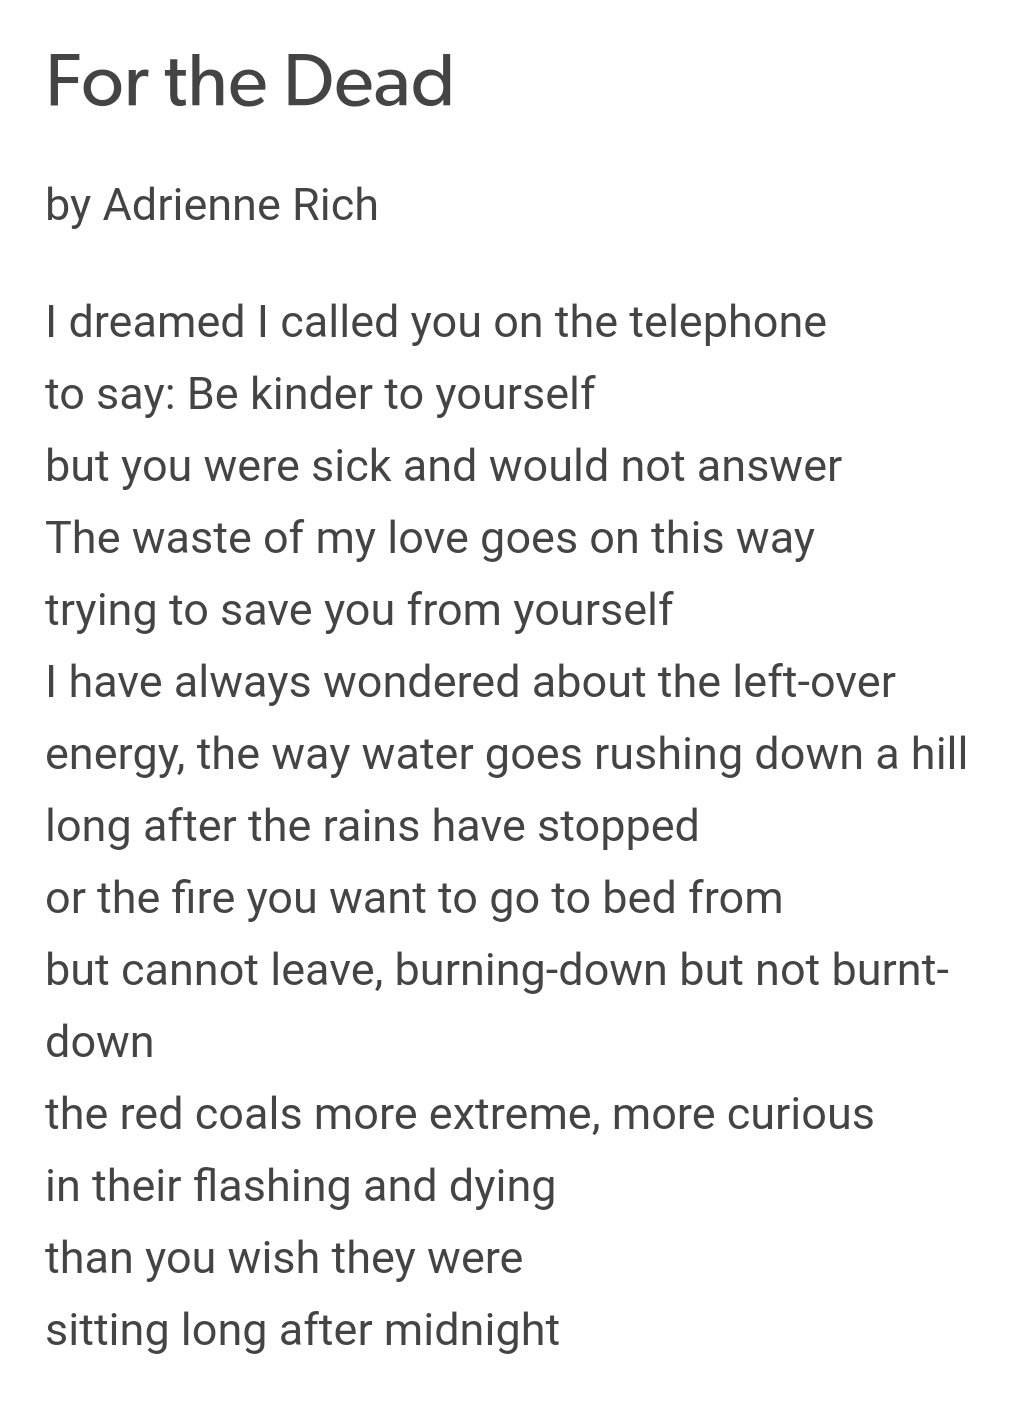 For the Dead
by Adrienne Rich
I dreamed I called you on the telephone
to say: Be kinder to yourself
but you were sick and would not answer
The waste of my love goes on this way
trying to save you from yourself
I have always wondered about the left-over
energy, the way water goes rushing down a hill
long after the rains have stopped
or the fire you want to go to bed from
but cannot leave, burning-down but not burnt-
down
the red coals more extreme, more curious
in their flashing and dying
than you wish they were
sitting long after midnight